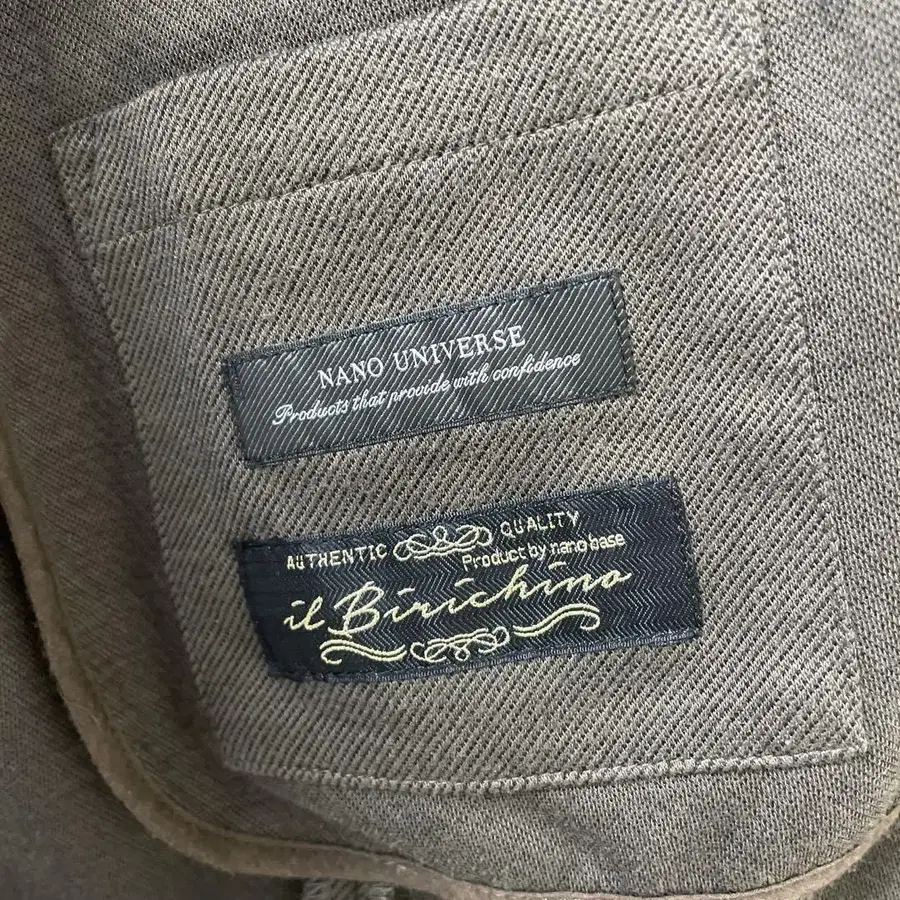 NANO UNIVERSE
Products that provide with confidence
AUTHENTIC QUALITY
Product by nano base
il Birichino